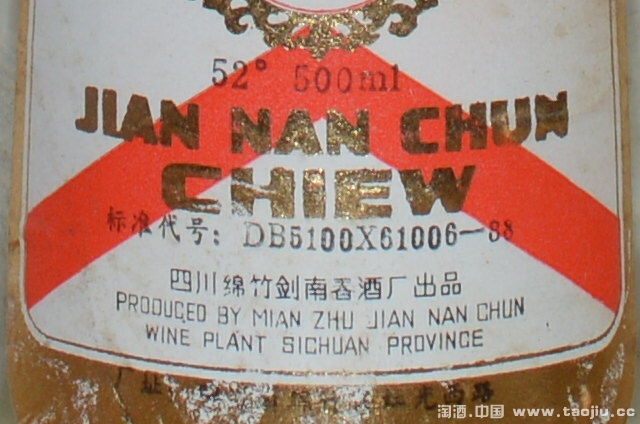 52° 500ml
JIAN NAN CHUN
CHIEW
标准代号: DB5100X61006-88
四川绵竹剑南春酒厂出品
PRODUCED BY MIAN ZHU JIAN NAN CHUN
WINE PLANT SICHUAN PROVINCE
厂址
淘酒.中国 www.taojiu.cc